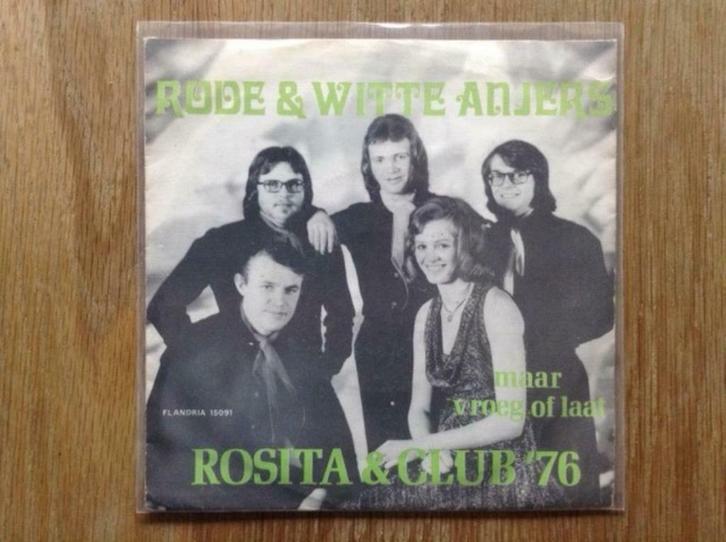 RODE & WITTE ANJERS
maar
vroeg of laat
FLANDRIA 15091
ROSITA & CLUB '76